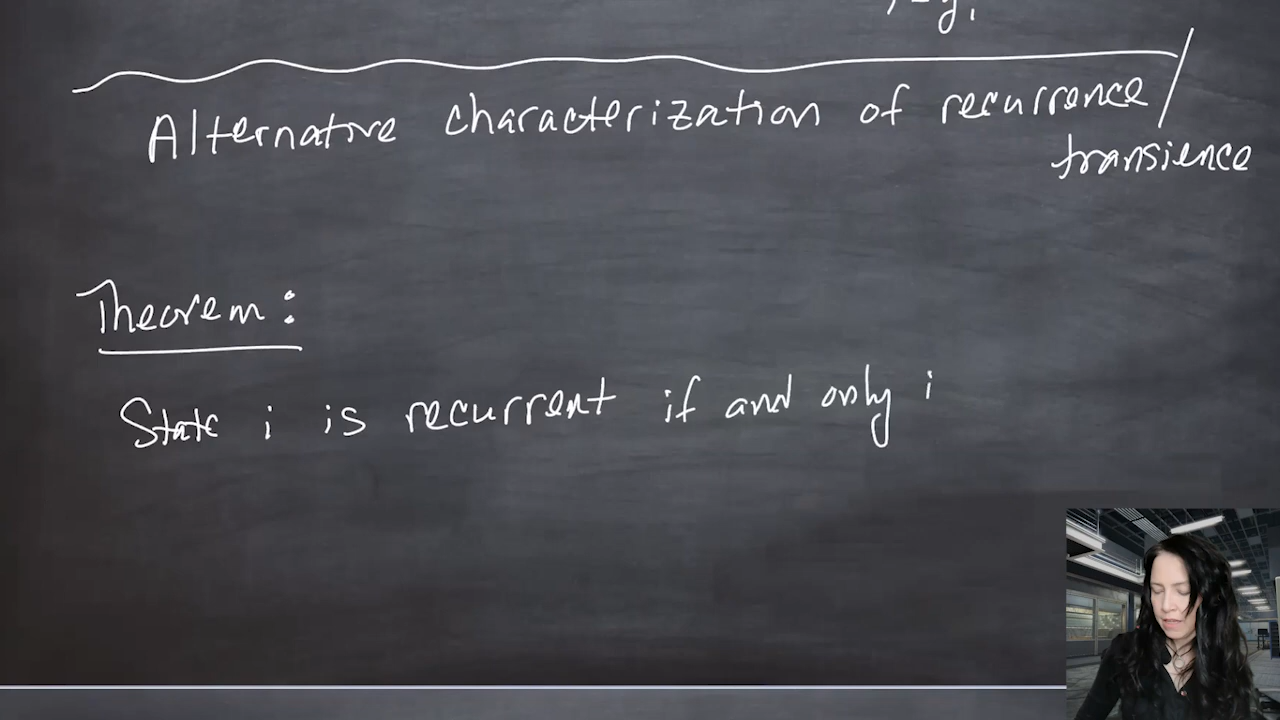 Alternative characterization of recurrence/
transience
Theorem:
State i is recurrent if and only i